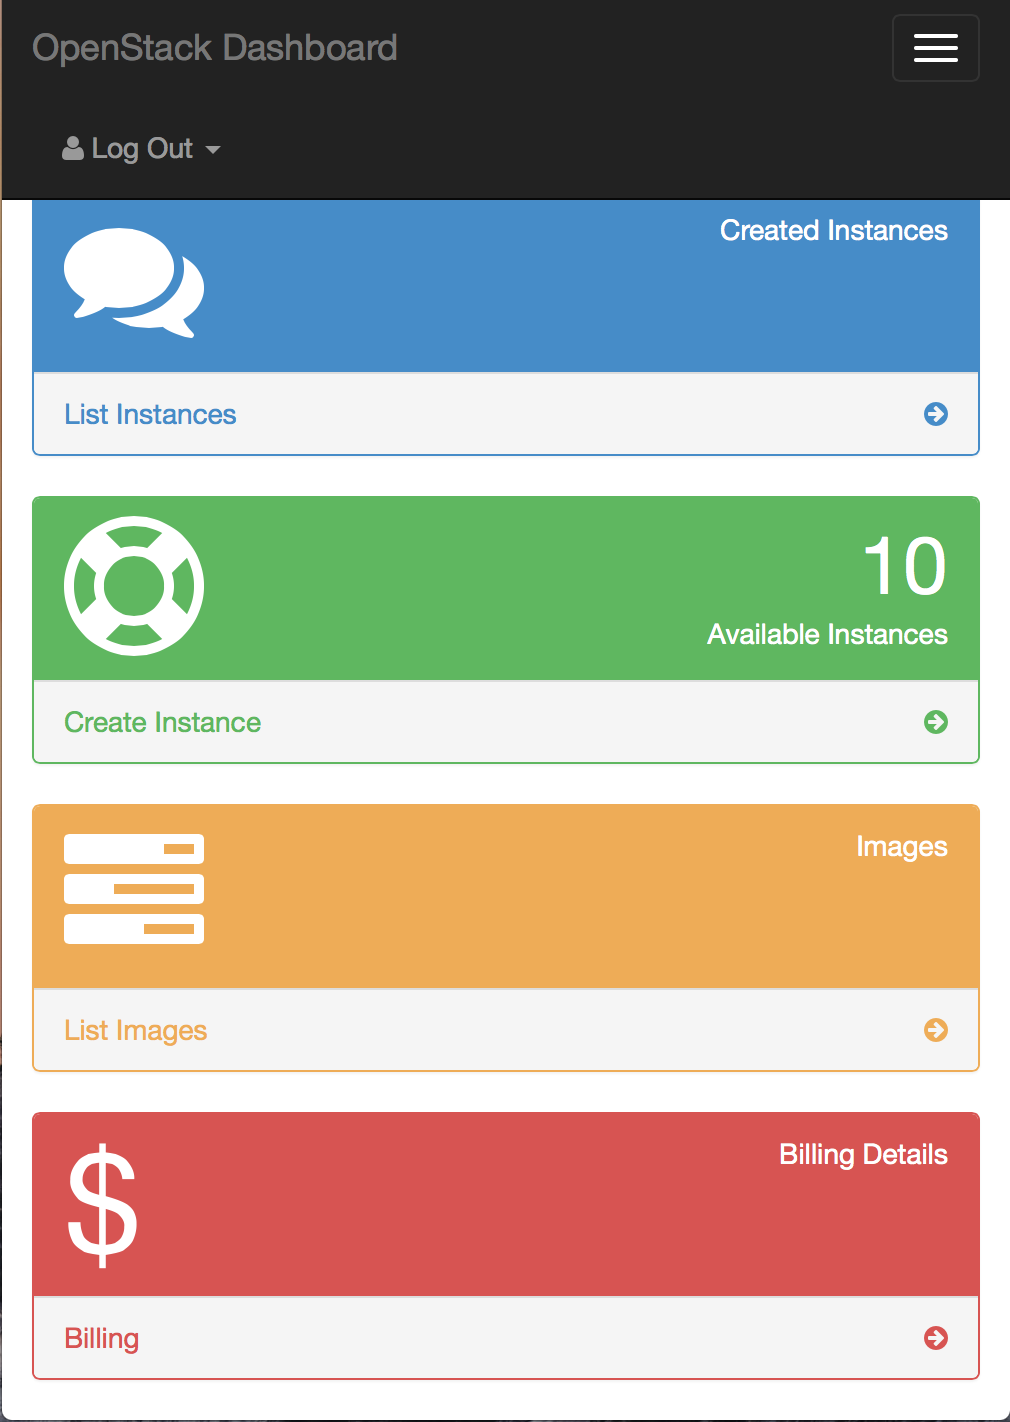 OpenStack Dashboard
Log Out
Created Instances
List Instances
10
Available Instances
Create Instance
Images
List Images
$
Billing Details
Billing